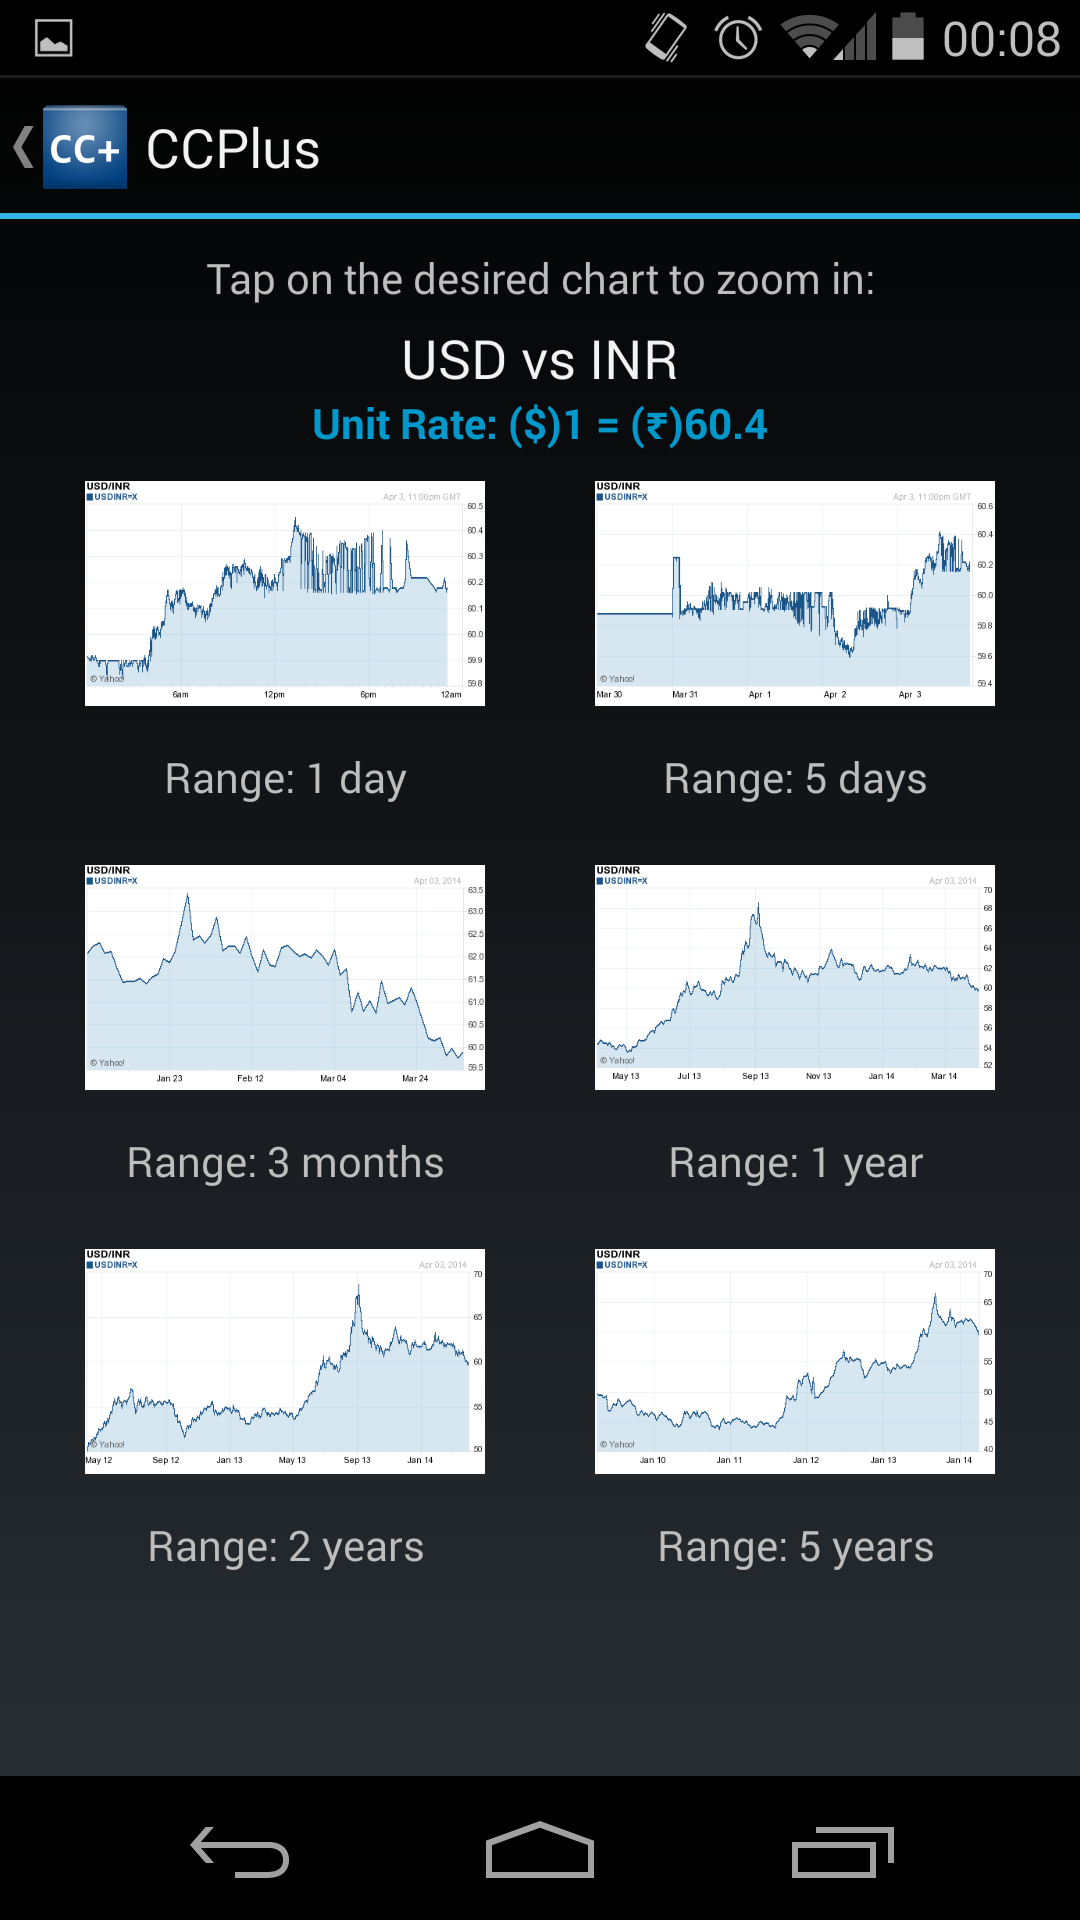 00:08
CC+ CCPlus
Tap on the desired chart to zoom in:
USD vs INR
Unit Rate: ($)1 = (₹)60.4
USD/INR
USDINR=X
Apr 3, 11:00pm GMT
60.5
60.4
60.3
60.2
60.1
60.0
59.9
59.8
© Yahoo!
6am 12pm 6pm 12am
Range: 1 day
USD/INR
USDINR=X
Apr 3, 11:00pm GMT
60.6
60.4
60.2
60.0
59.8
59.6
59.4
© Yahoo!
Mar 30 Mar 31 Apr 1 Apr 2 Apr 3
Range: 5 days
USD/INR
USDINR=X
Apr 03, 2014
63.5
63.0
62.5
62.0
61.5
61.0
60.5
60.0
59.5
© Yahoo!
Jan 23 Feb 12 Mar 04 Mar 24
Range: 3 months
USD/INR
USDINR=X
Apr 03, 2014
70
68
66
64
62
60
58
56
54
52
© Yahoo!
May 13 Jul 13 Sep 13 Nov 13 Jan 14 Mar 14
Range: 1 year
USD/INR
USDINR=X
Apr 03, 2014
70
65
60
55
50
© Yahoo!
May 12 Sep 12 Jan 13 May 13 Sep 13 Jan 14
Range: 2 years
USD/INR
USDINR=X
Apr 03, 2014
70
65
60
55
50
45
40
© Yahoo!
Jan 10 Jan 11 Jan 12 Jan 13 Jan 14
Range: 5 years